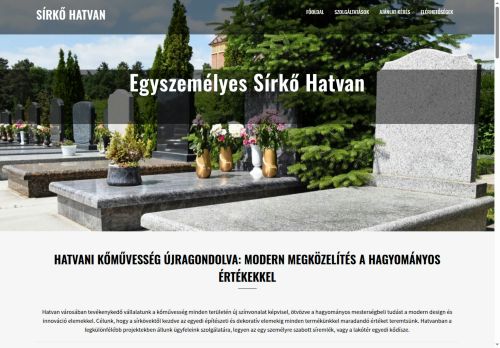 SÍRKŐ HATVAN
FŐOLDAL SZOLGÁLTATÁSOK AJÁNLAT-KÉRÉS ELÉRHETŐSÉGEK
Egyszemélyes Sírkő Hatvan
HATVANI KŐMŰVESSÉG ÚJRAGONDOLVA: MODERN MEGKÖZELÍTÉS A HAGYOMÁNYOS
ÉRTÉKEKKEL
Hatvan városában tevékenykedő vállalatunk a kőművesség minden területén új színvonalat képvisel, ötvözve a hagyományos mesterségbeli tudást a modern design és
innováció elemekkel. Célunk, hogy a sírkövektől kezdve az egyedi építészeti és dekoratív elemekig minden termékünkkel maradandó értéket teremtsünk. Hatvanban a
legkülönfélébb projektekben állunk ügyfeleink szolgálatára, legyen az egy személyre szabott síremlék, vagy a lakótér egyedi kődísze.